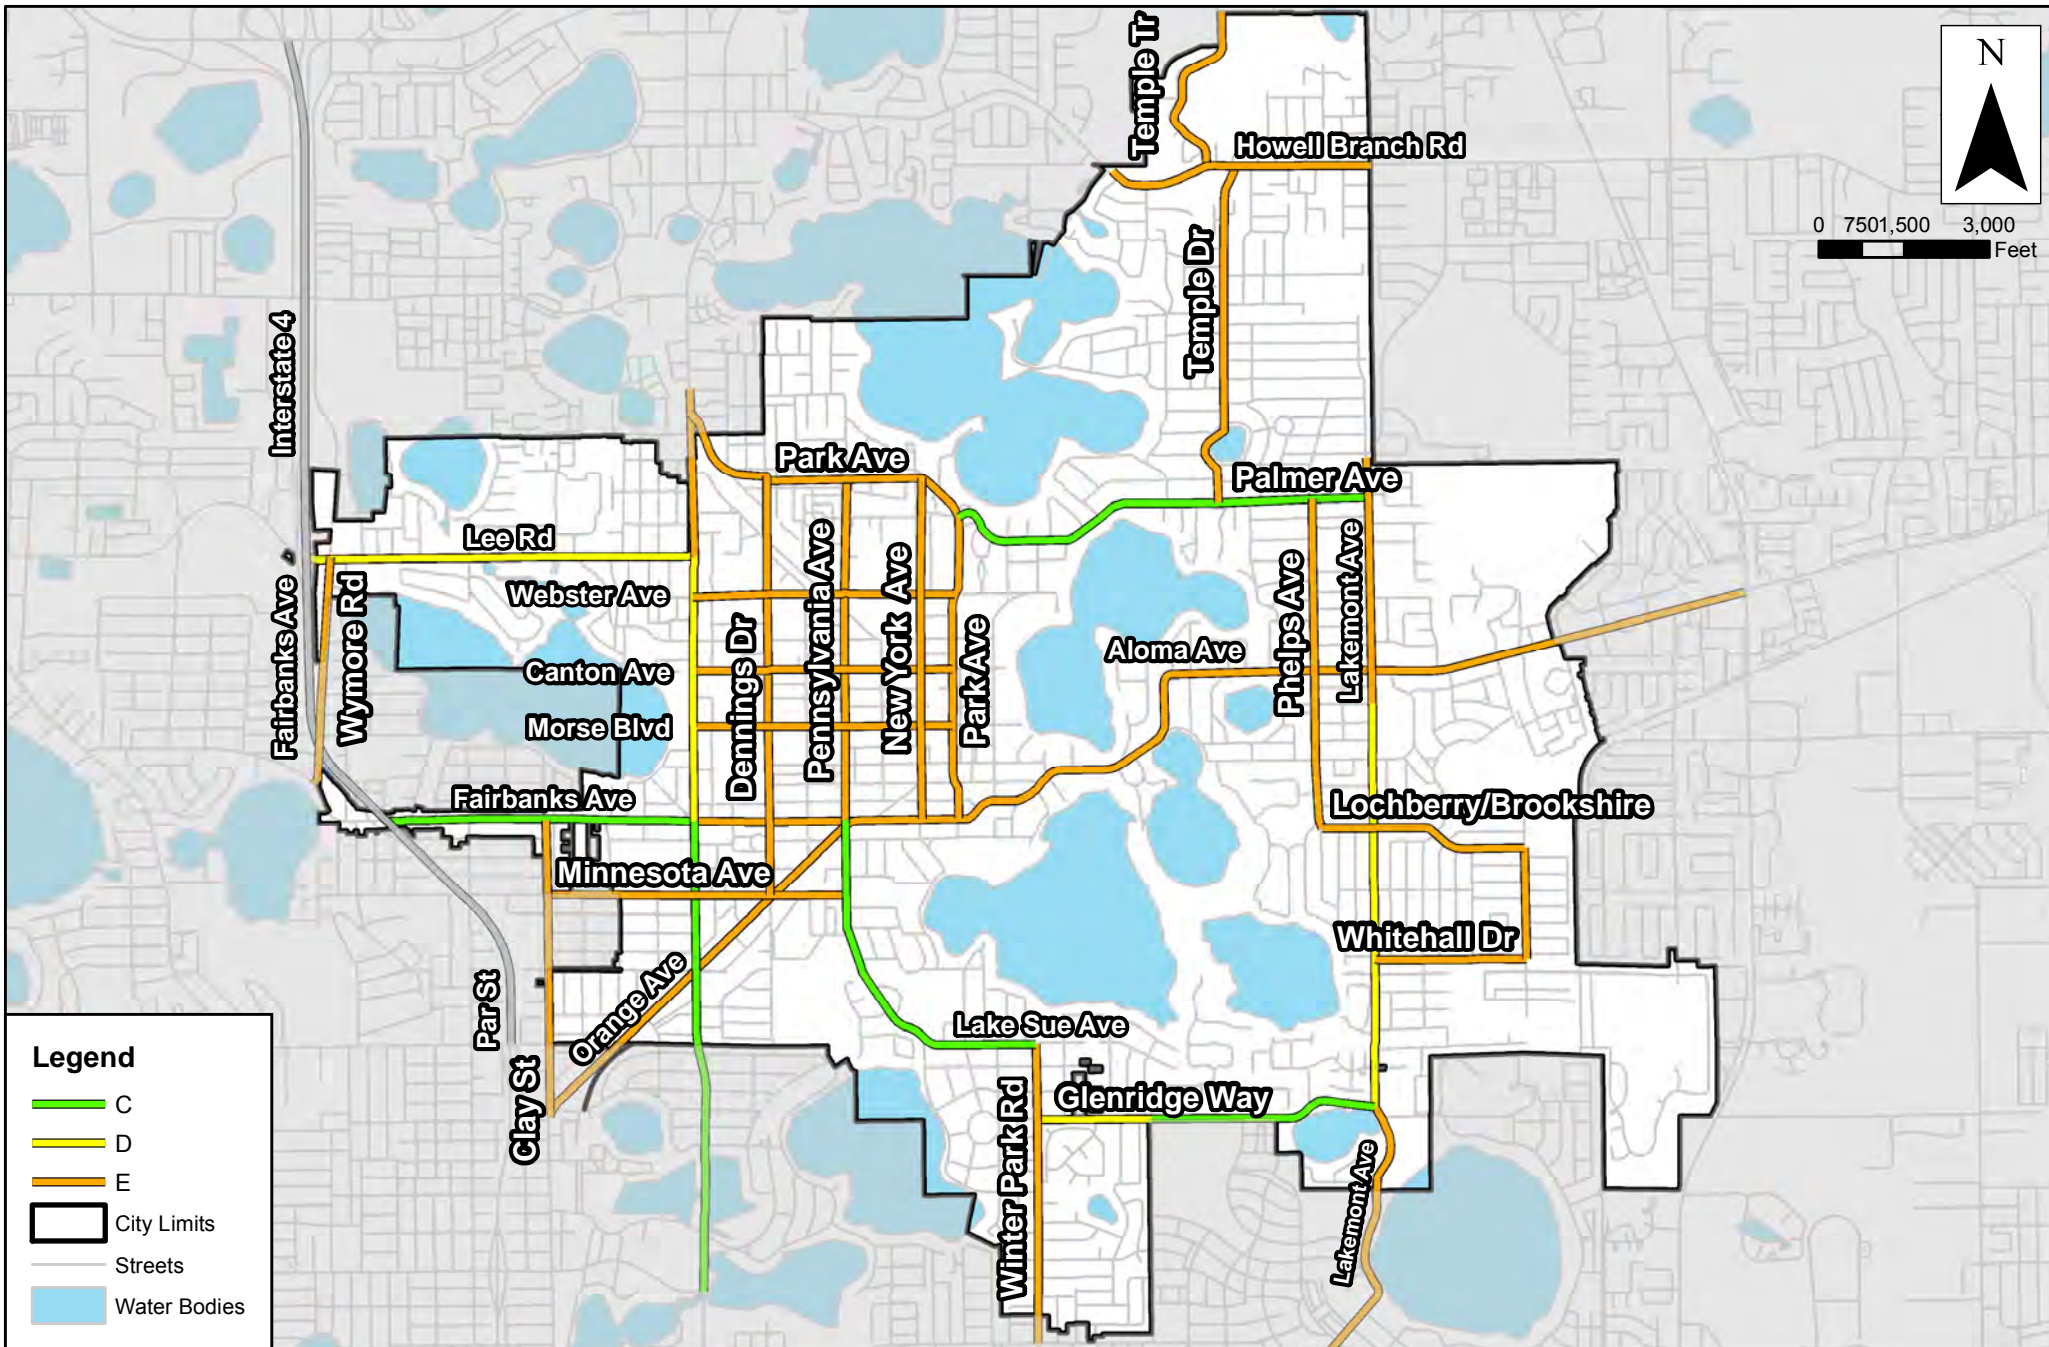 Temple Tr
N
Howell Branch Rd
0 7501,500 3,000
Feet
Temple Dr
Interstate 4
Park Ave
Palmer Ave
Lee Rd
Webster Ave
Fairbanks Ave
Wymore Rd
Pennsylvania Ave
New York Ave
Phelps Ave
Lakemont Ave
Dennings Dr
Park Ave
Aloma Ave
Canton Ave
Morse Blvd
Fairbanks Ave
Lochberry/Brookshire
Minnesota Ave
Whitehall Dr
Orange Ave
Par St
Lake Sue Ave
Clay St
Winter Park Rd
Glenridge Way
Lakemont Ave
Legend
C
D
E
City Limits
Streets
Water Bodies